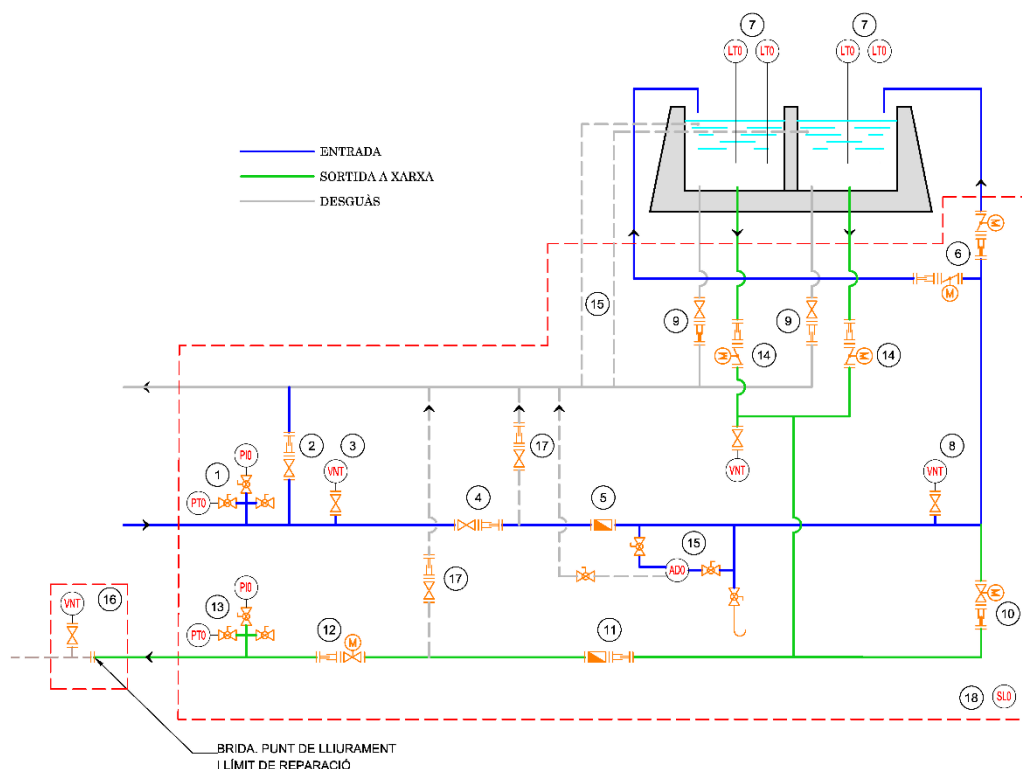 7
7
LT0
LT0
LT0
LT0
ENTRADA
SORTIDA A XARXA
DESGUÀS
M
6
M
15
9
9
M
14
M
14
1
PI0
2
3
17
VNT
8
PT0
VNT
4
5
VNT
15
AD0
17
16
VNT
13
PI0
PT0
12
M
11
M
10
18
SL0
BRIDA. PUNT DE LLIURAMENT
I LÍMIT DE REPARACIÓ